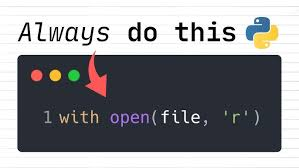 Always do this
1 with open(file, 'r')